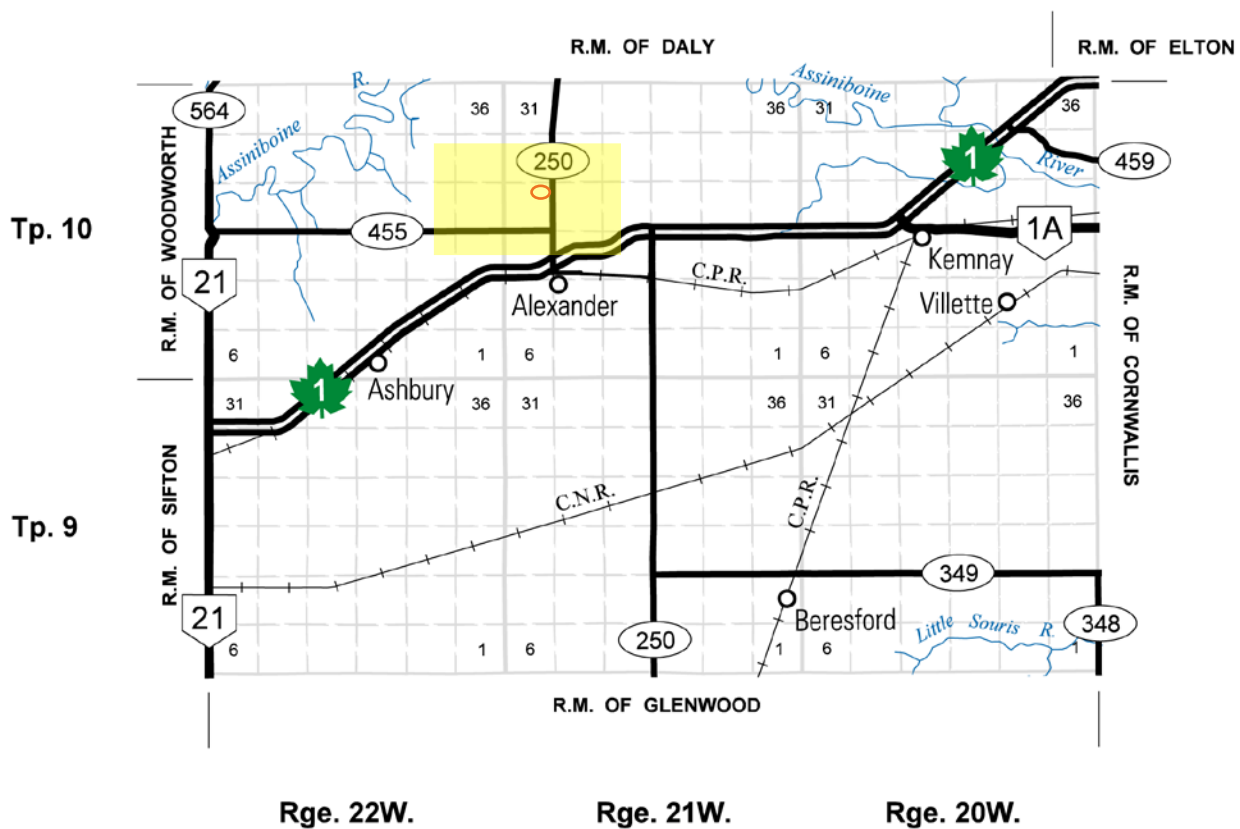 R.M. OF DALY
R.M. OF ELTON
R.
Assiniboine
564
36 31
36 31
36
Assiniboine
250
1
River
459
R.M. OF WOODWORTH
Tp. 10
455
1A
21
C.P.R.
Kemnay
Alexander
Villette
R.M. OF CORNWALLIS
6
1 6
1 6
1
1
Ashbury
31
36 31
36 31
36
R.M. OF SIFTON
C.N.R.
C.P.R.
Tp. 9
349
21
Beresford
250
Little Souris R.
348
6
1 6
1 6
1
R.M. OF GLENWOOD
Rge. 22W.
Rge. 21W.
Rge. 20W.